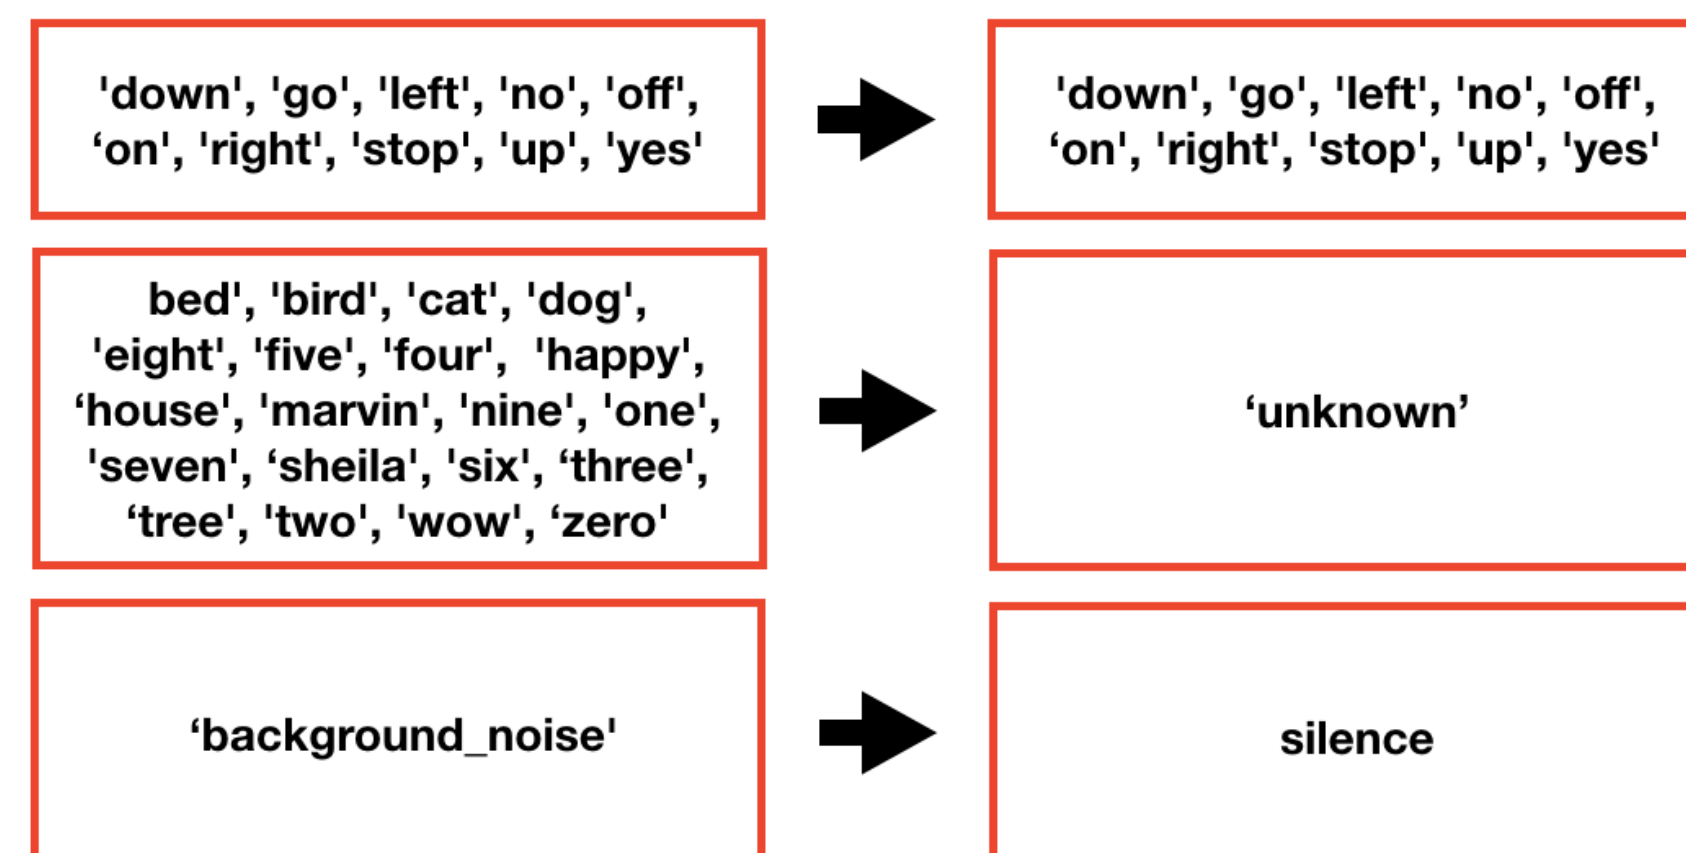 'down', 'go', 'left', 'no', 'off',
‘on', 'right', 'stop', 'up', 'yes'
'down', 'go', 'left', 'no', 'off',
‘on', 'right', 'stop', 'up', 'yes'
bed', 'bird', 'cat', 'dog',
'eight', 'five', 'four',  'happy',
‘house', 'marvin', 'nine', 'one',
'seven', ‘sheila', 'six', ‘three',
‘tree', 'two', 'wow', ‘zero'
‘unknown’
‘background_noise'
silence